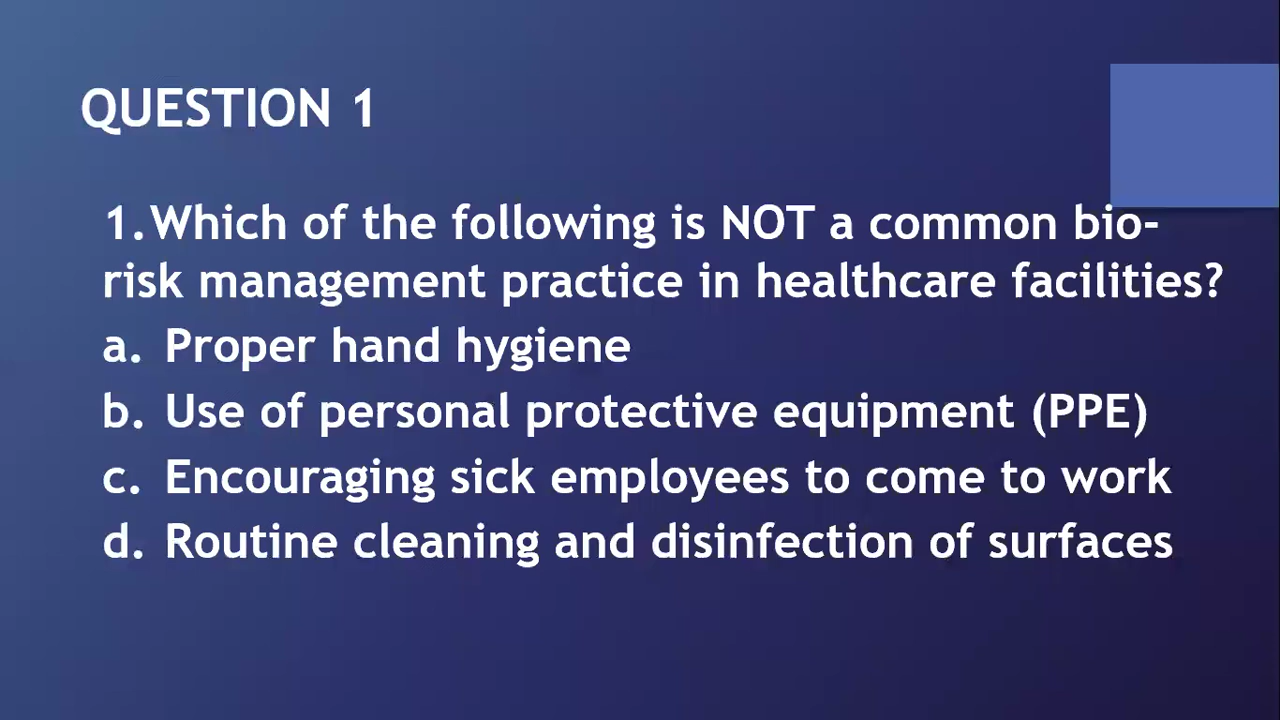 QUESTION 1
1.Which of the following is NOT a common bio-
risk management practice in healthcare facilities?
a. Proper hand hygiene
b. Use of personal protective equipment (PPE)
c. Encouraging sick employees to come to work
d. Routine cleaning and disinfection of surfaces